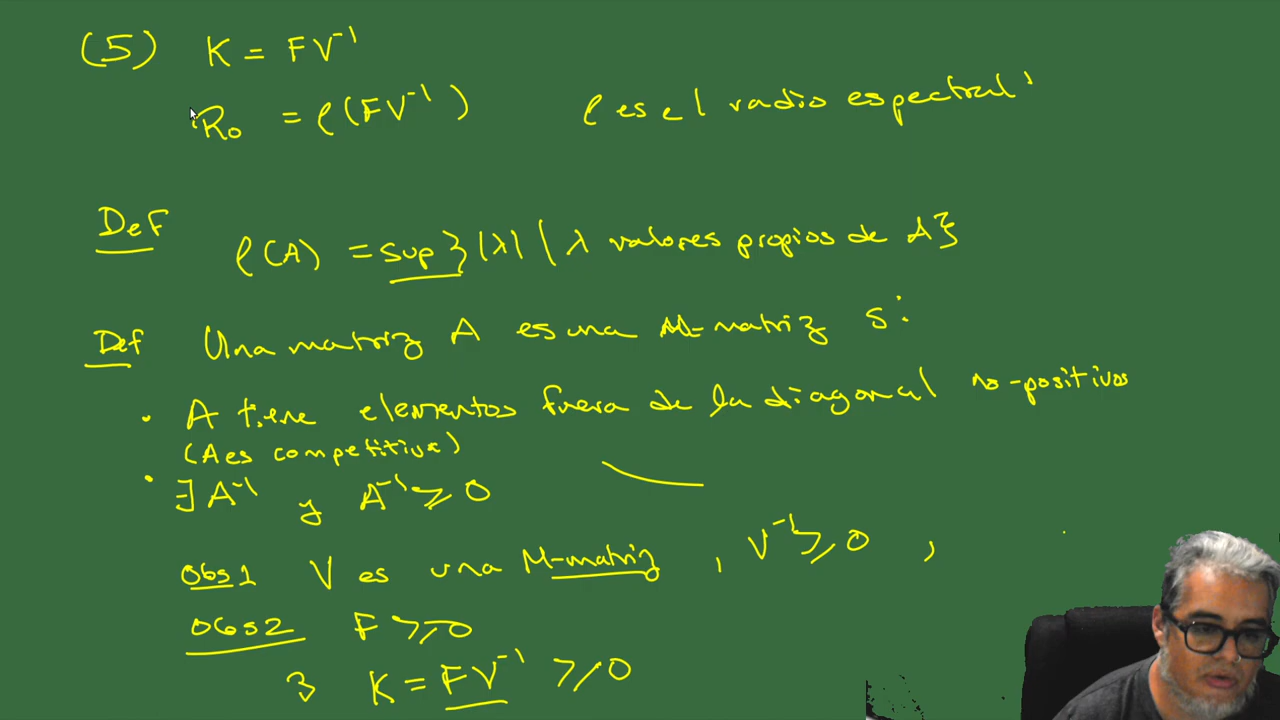 (5) K = FV⁻¹
R₀ = ρ(FV⁻¹) ρ es el radio espectral
Def
ρ(A) = sup {|λ| | λ valores propios de A}
Def Una matriz A es una M-matriz si
• A tiene elementos fuera de la diagonal no-positivos
(A es competitiva)
• ∃ A⁻¹ y A⁻¹ ⩾ 0
Obs1 V es una M-matriz , V⁻¹ ⩾ 0 ,
Obs2 F ⩾ 0
3 K = FV⁻¹ ⩾ 0